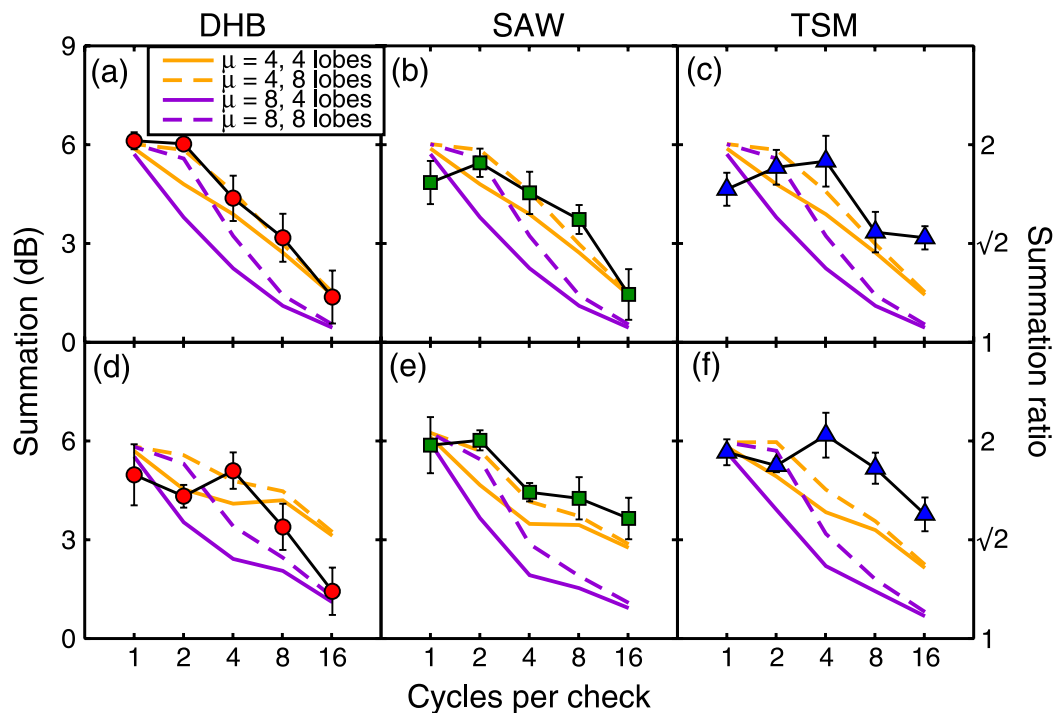 DHB SAW TSM
9
(a) (b) (c)
μ = 4, 4 lobes
μ = 4, 8 lobes
μ = 8, 4 lobes
μ = 8, 8 lobes
6 2
3 √2
0 1
(d) (e) (f)
6 2
3 √2
0 1
Summation (dB)
Summation ratio
1 2 4 8 16 1 2 4 8 16 1 2 4 8 16
Cycles per check